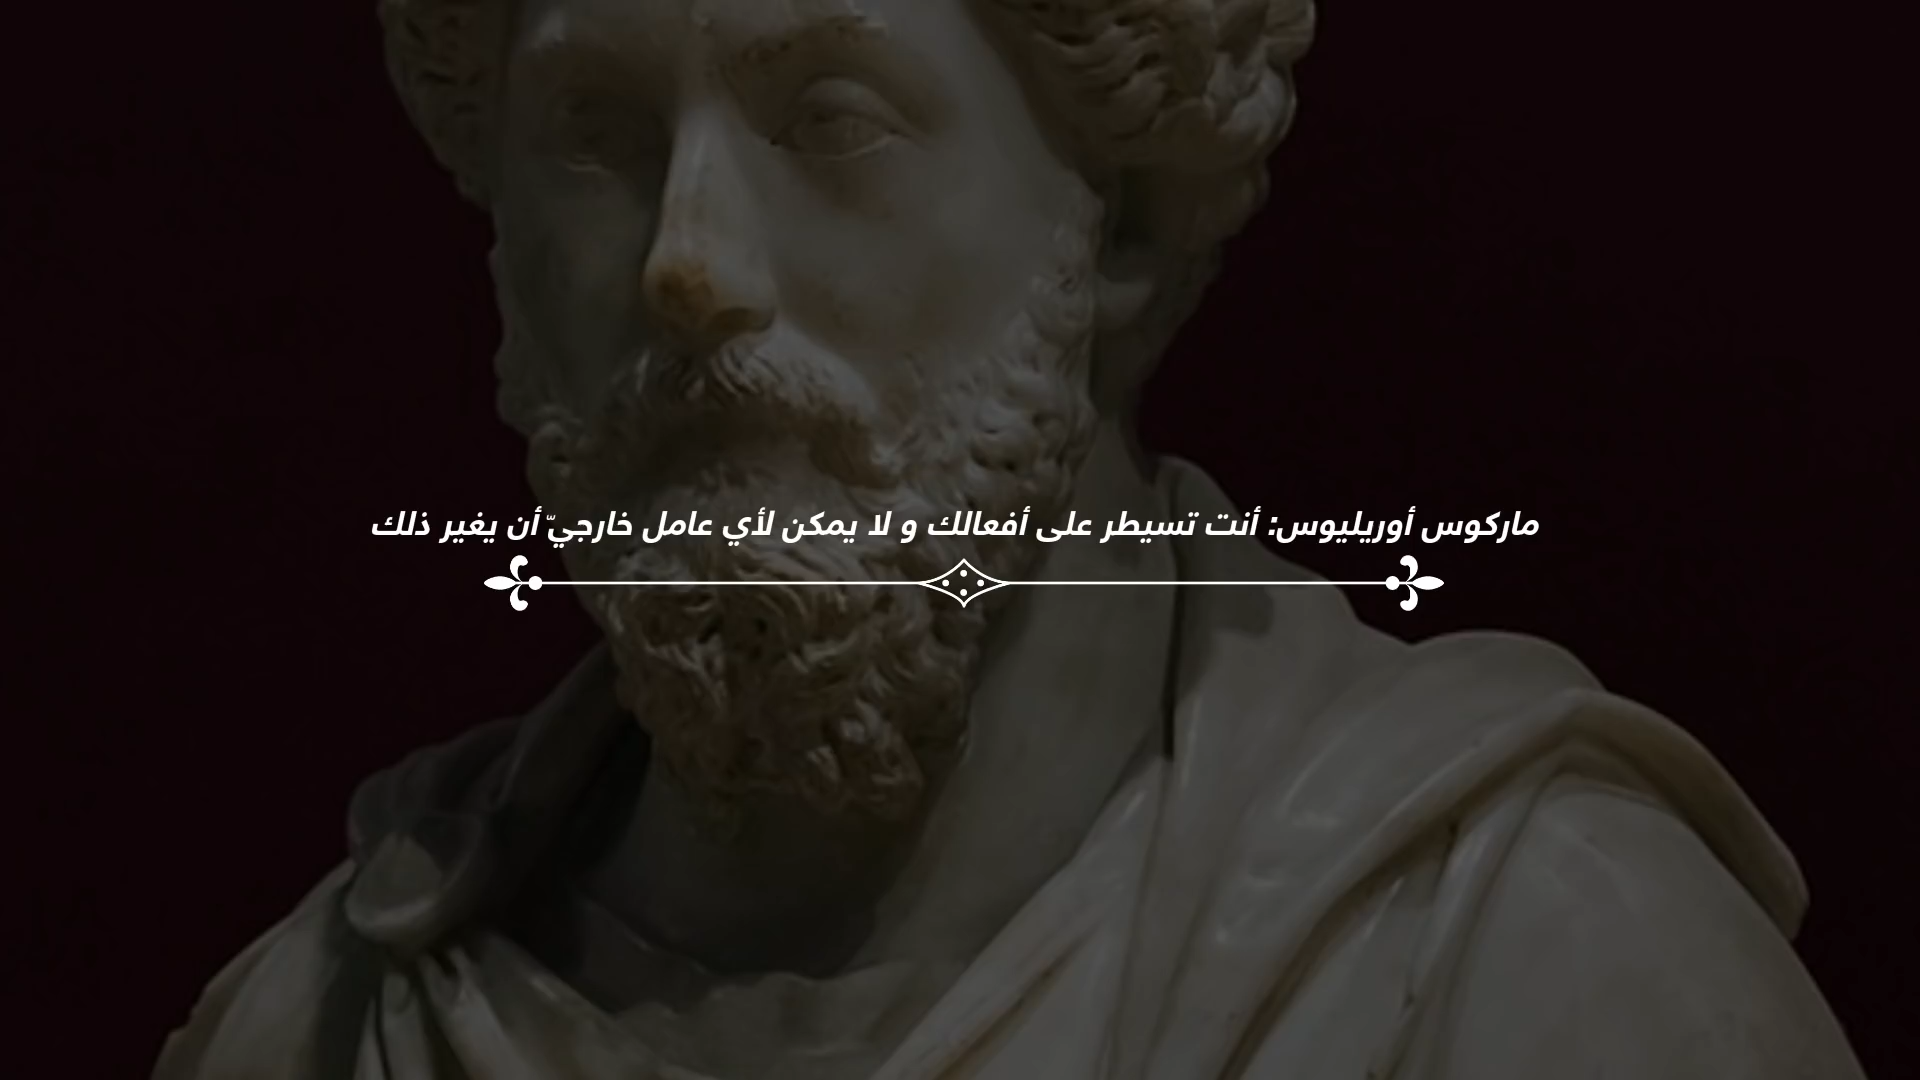 ماركوس أوريليوس: أنت تسيطر على أفعالك و لا يمكن لأي عامل خارجيّ أن يغير ذلك